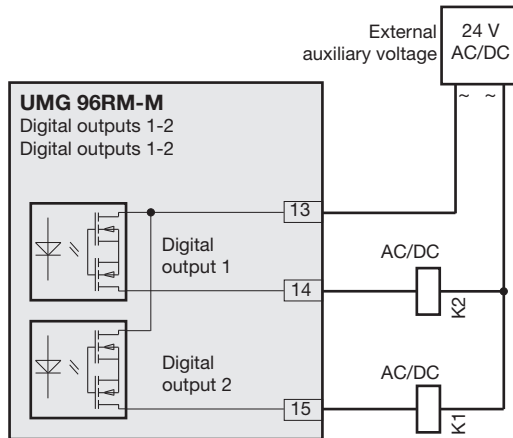 External
auxiliary voltage
24 V
AC/DC
~ ~
UMG 96RM-M
Digital outputs 1-2
Digital outputs 1-2
13
Digital
output 1
14
AC/DC
K2
Digital
output 2
15
AC/DC
K1